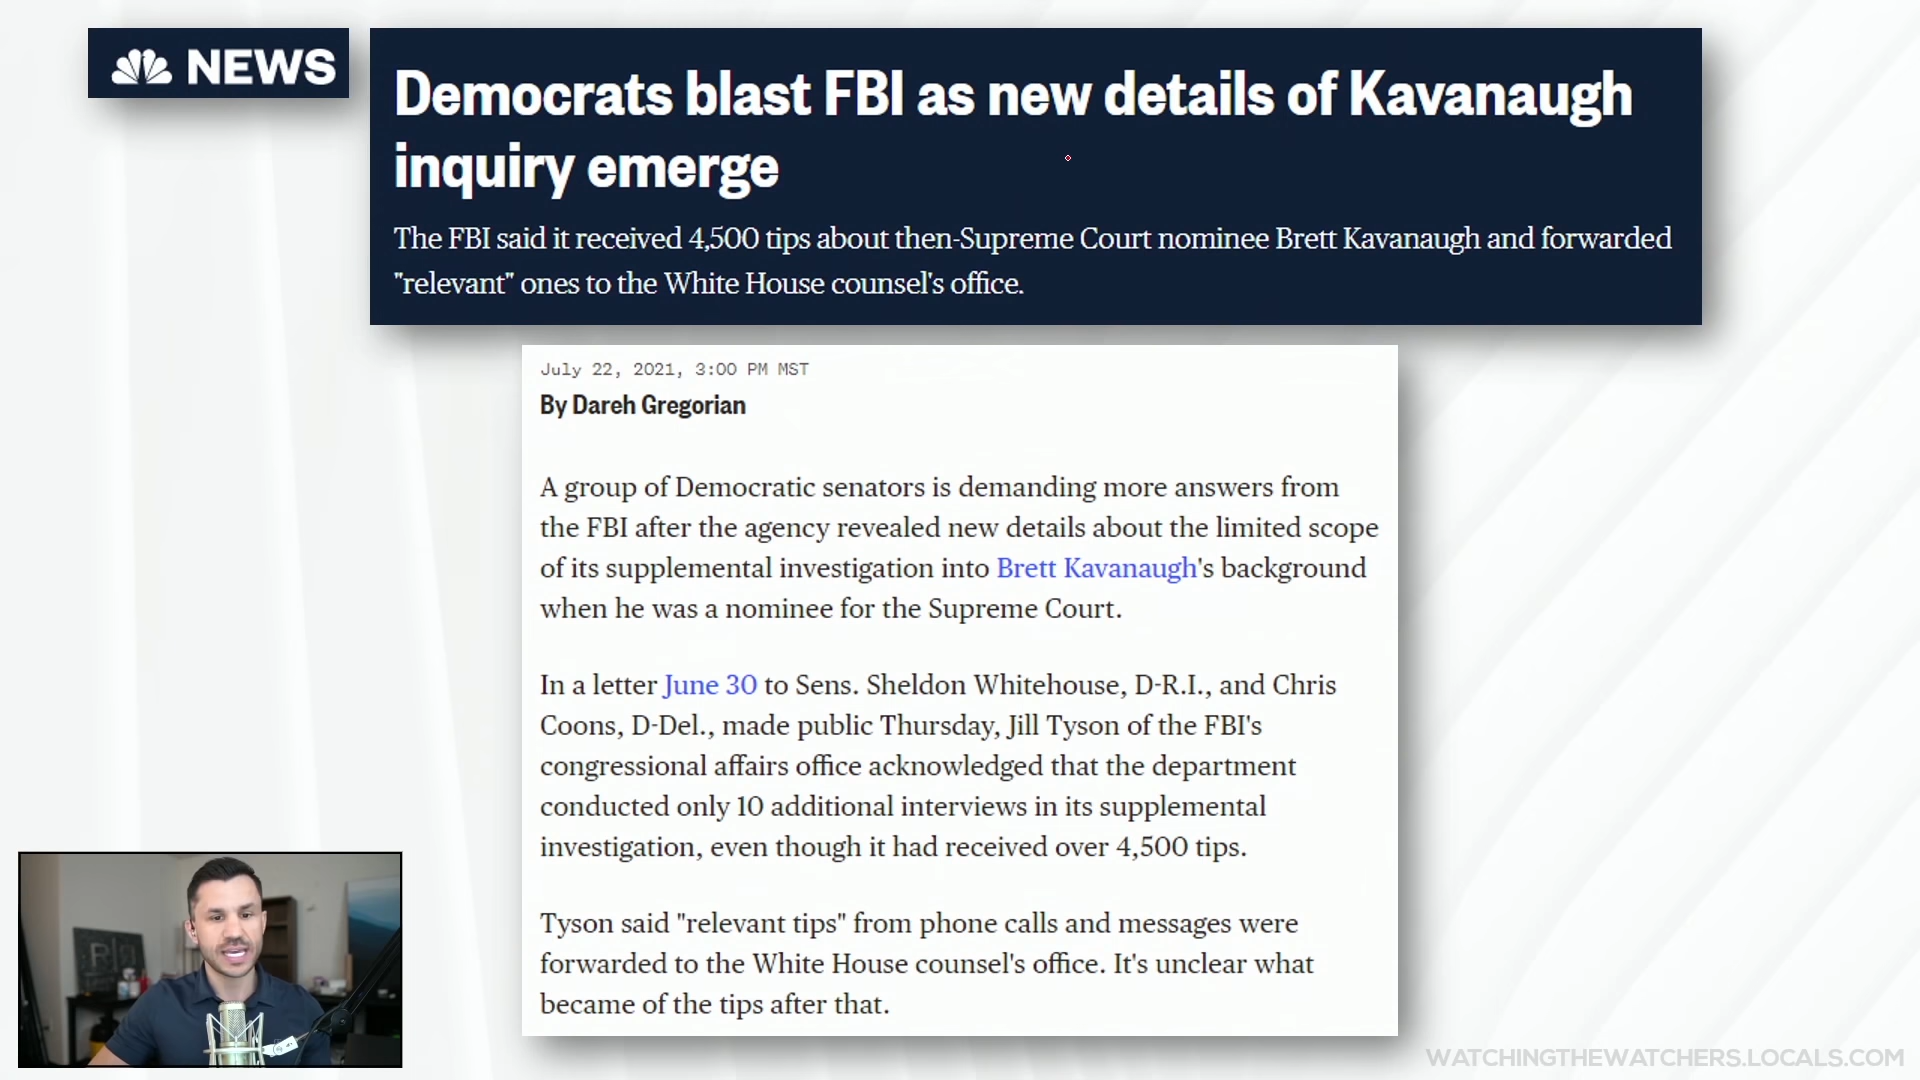 NEWS
Democrats blast FBI as new details of Kavanaugh
inquiry emerge
The FBI said it received 4,500 tips about then-Supreme Court nominee Brett Kavanaugh and forwarded
"relevant" ones to the White House counsel's office.
July 22, 2021, 3:00 PM MST
By Dareh Gregorian
A group of Democratic senators is demanding more answers from
the FBI after the agency revealed new details about the limited scope
of its supplemental investigation into Brett Kavanaugh's background
when he was a nominee for the Supreme Court.
In a letter June 30 to Sens. Sheldon Whitehouse, D-R.I., and Chris
Coons, D-Del., made public Thursday, Jill Tyson of the FBI's
congressional affairs office acknowledged that the department
conducted only 10 additional interviews in its supplemental
investigation, even though it had received over 4,500 tips.
Tyson said "relevant tips" from phone calls and messages were
forwarded to the White House counsel's office. It's unclear what
became of the tips after that.
WATCHINGTHEWATCHERS.LOCALS.COM